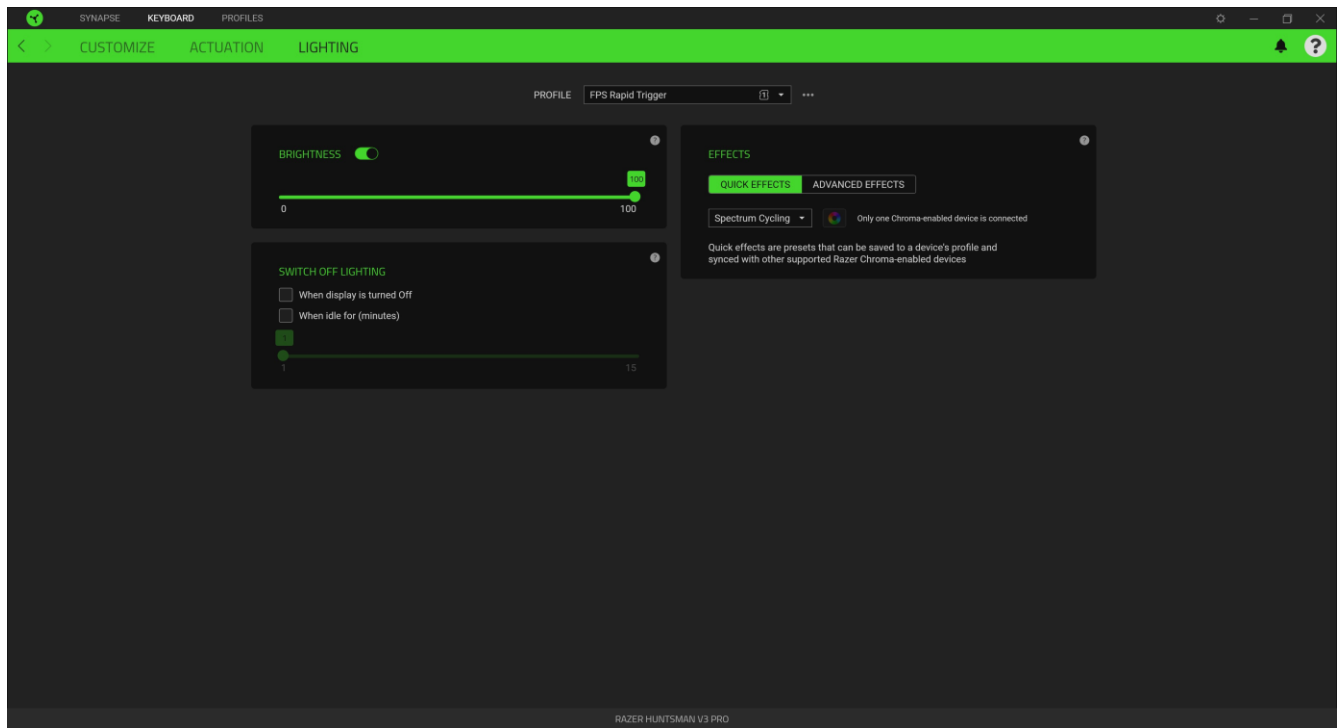 SYNAPSE KEYBOARD PROFILES
CUSTOMIZE ACTUATION LIGHTING
?
PROFILE FPS Rapid Trigger 1
BRIGHTNESS ?
100
0 100
SWITCH OFF LIGHTING ?
When display is turned Off
When idle for (minutes)
1
1 15
EFFECTS ?
QUICK EFFECTS ADVANCED EFFECTS
Spectrum Cycling Only one Chroma-enabled device is connected
Quick effects are presets that can be saved to a device's profile and
synced with other supported Razer Chroma-enabled devices
RAZER HUNTSMAN V3 PRO